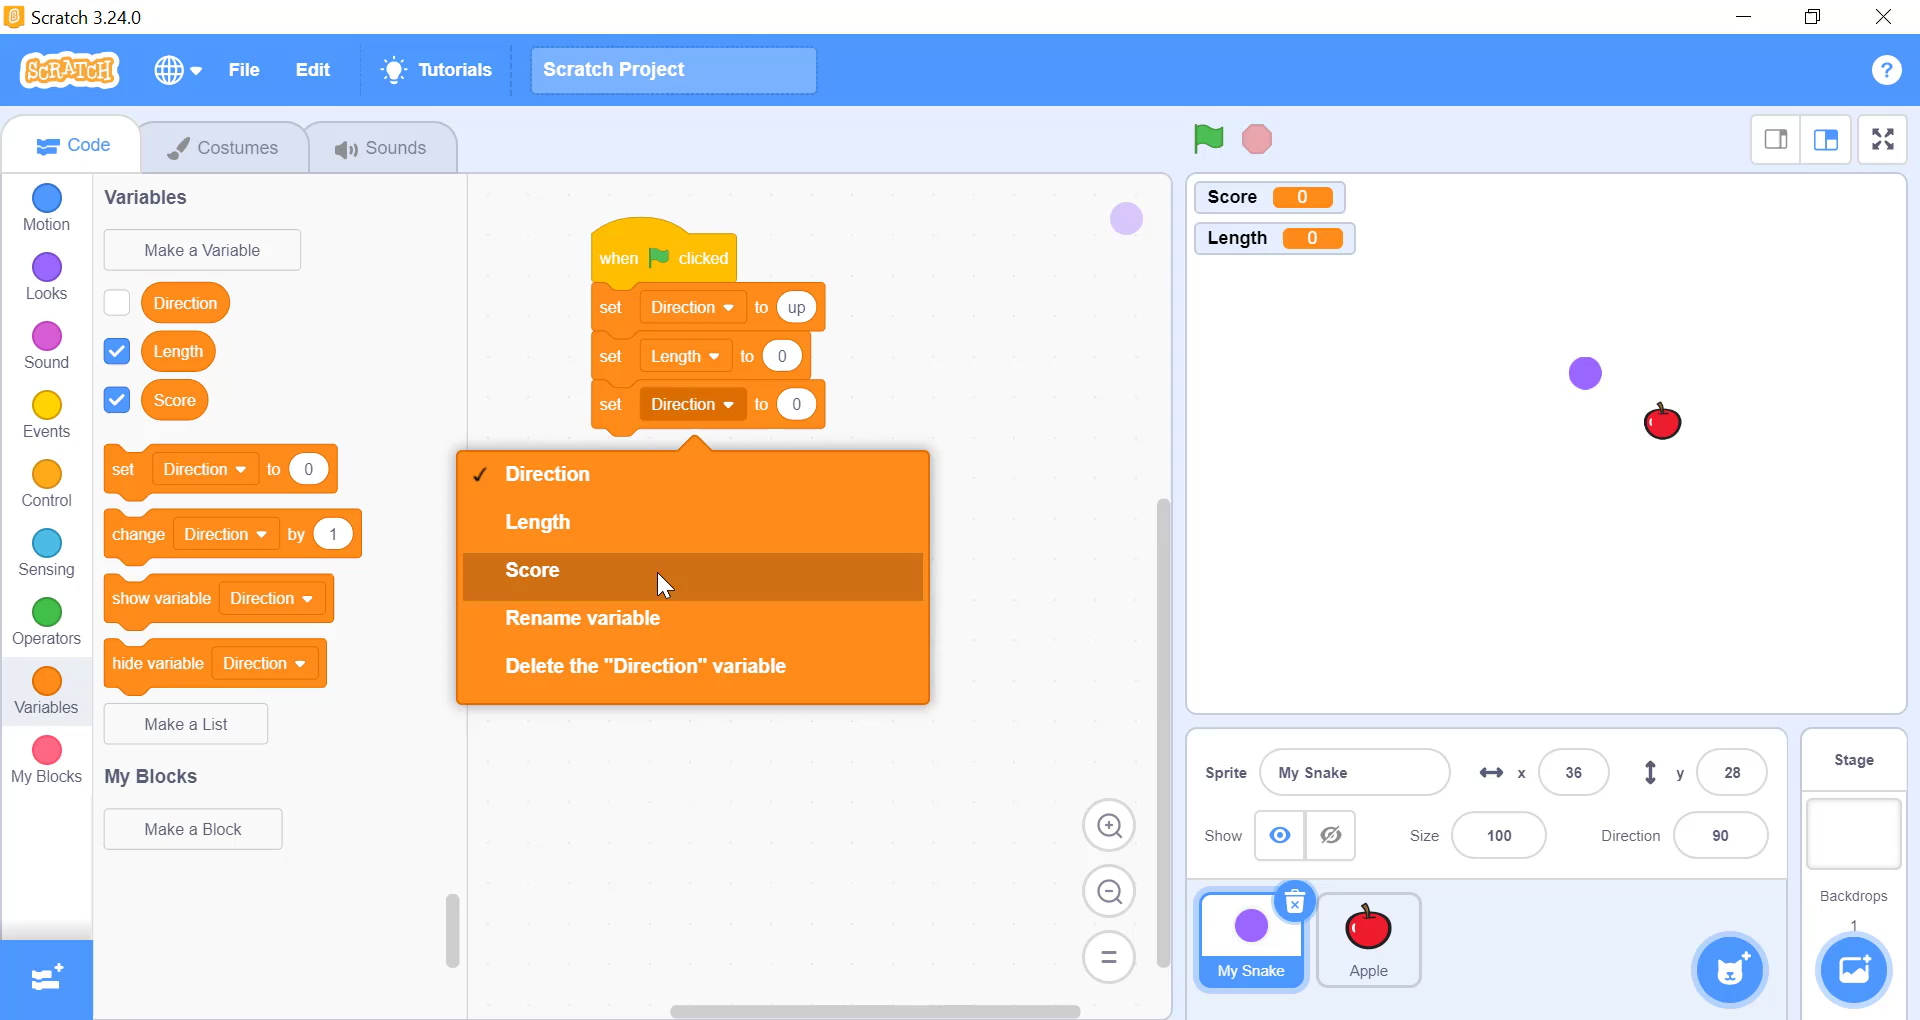 Scratch 3.24.0
SCRATCH
File
Edit
Tutorials
Scratch Project
?
Code
Costumes
Sounds
Motion
Looks
Sound
Events
Control
Sensing
Operators
Variables
My Blocks
Variables
Make a Variable
Direction
Length
Score
set Direction to 0
change Direction by 1
show variable Direction
hide variable Direction
Make a List
My Blocks
Make a Block
when clicked
set Direction to up
set Length to 0
set Direction to 0
✓ Direction
Length
Score
Rename variable
Delete the "Direction" variable
Score 0
Length 0
Sprite My Snake x 36 y 28
Show Size 100 Direction 90
My Snake
Apple
Stage
Backdrops
1